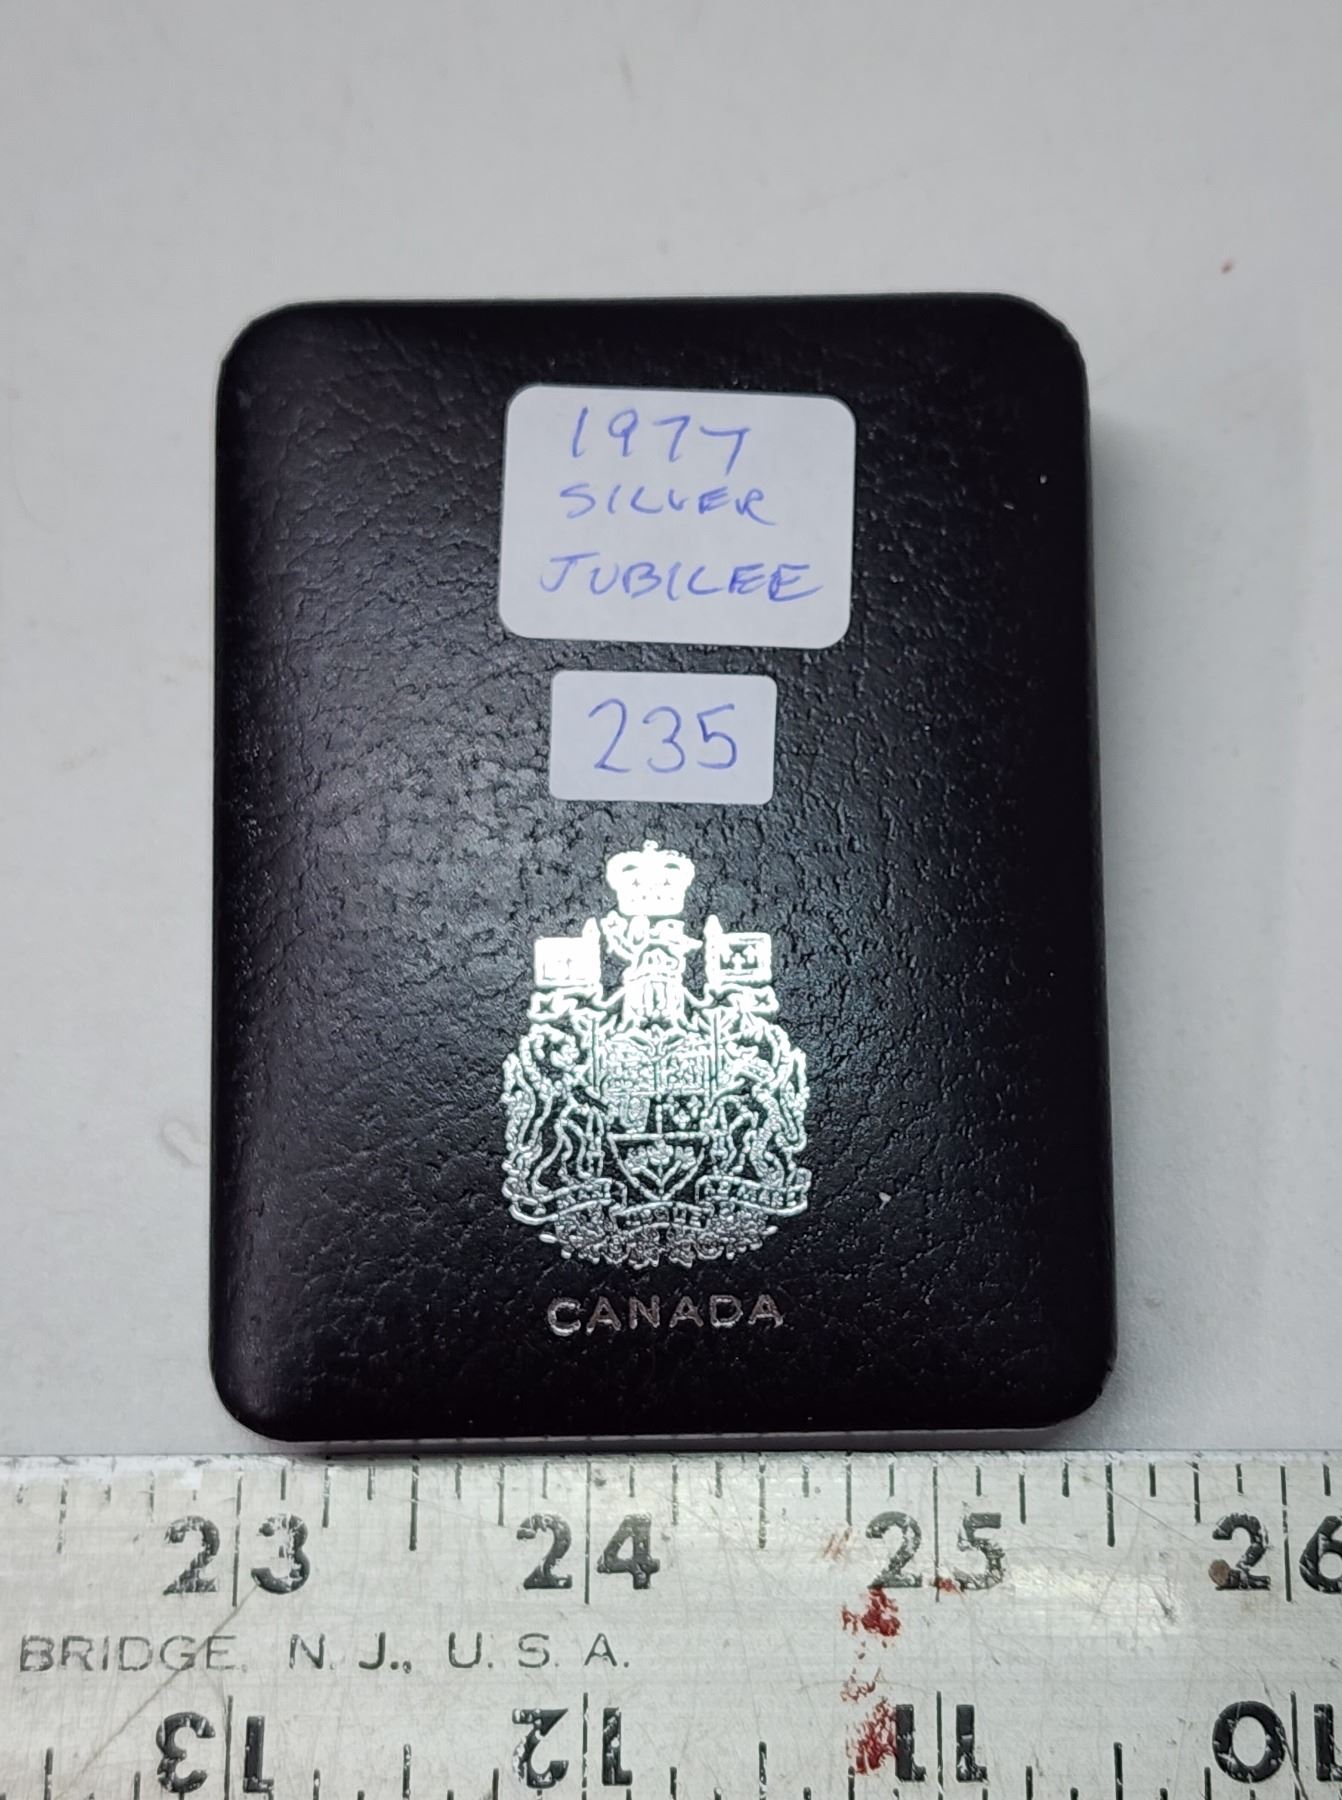 1977
SILVER
JUBILEE
235
CANADA
23 24 25 26
BRIDGE, N. J., U. S. A.
13 12 11 10